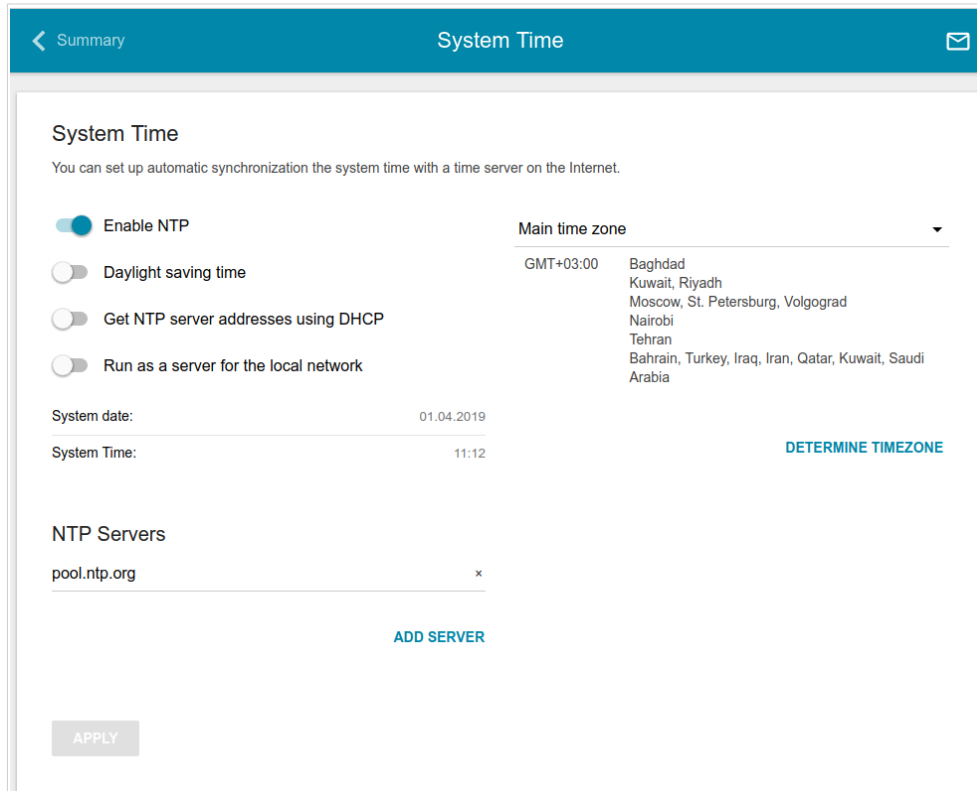 Summary
System Time
System Time
You can set up automatic synchronization the system time with a time server on the Internet.
Enable NTP
Daylight saving time
Get NTP server addresses using DHCP
Run as a server for the local network
System date: 01.04.2019
System Time: 11:12
Main time zone
GMT+03:00 Baghdad
Kuwait, Riyadh
Moscow, St. Petersburg, Volgograd
Nairobi
Tehran
Bahrain, Turkey, Iraq, Iran, Qatar, Kuwait, Saudi
Arabia
DETERMINE TIMEZONE
NTP Servers
pool.ntp.org ×
ADD SERVER
APPLY